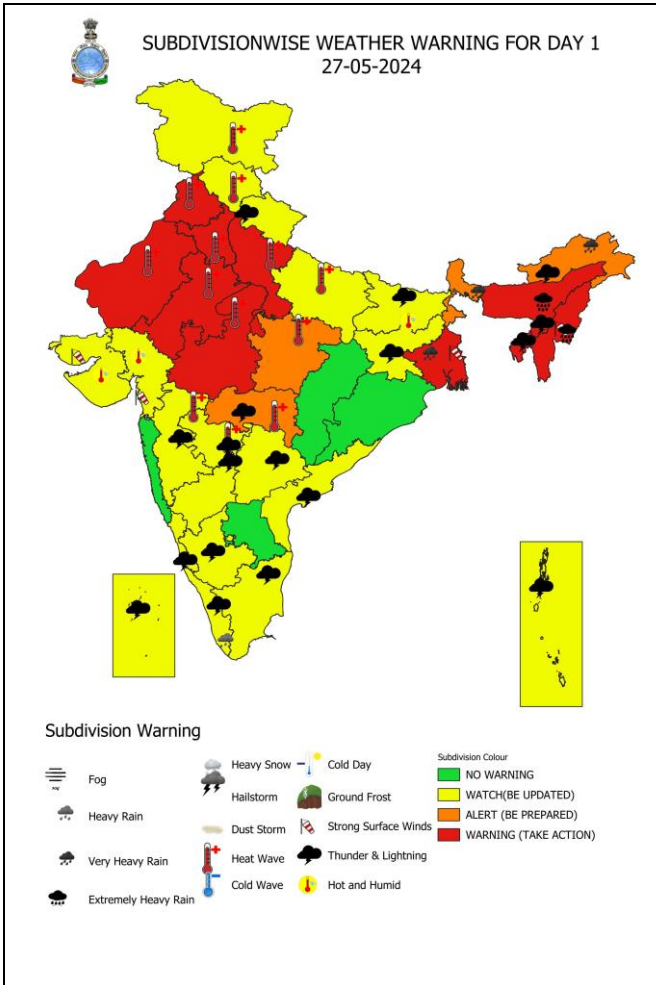 SUBDIVISIONWISE WEATHER WARNING FOR DAY 1
27-05-2024
Subdivision Warning
Fog
Heavy Rain
Very Heavy Rain
Extremely Heavy Rain
Heavy Snow
Hailstorm
Dust Storm
Heat Wave
Cold Wave
Cold Day
Ground Frost
Strong Surface Winds
Thunder & Lightning
Hot and Humid
Subdivision Colour
NO WARNING
WATCH(BE UPDATED)
ALERT (BE PREPARED)
WARNING (TAKE ACTION)